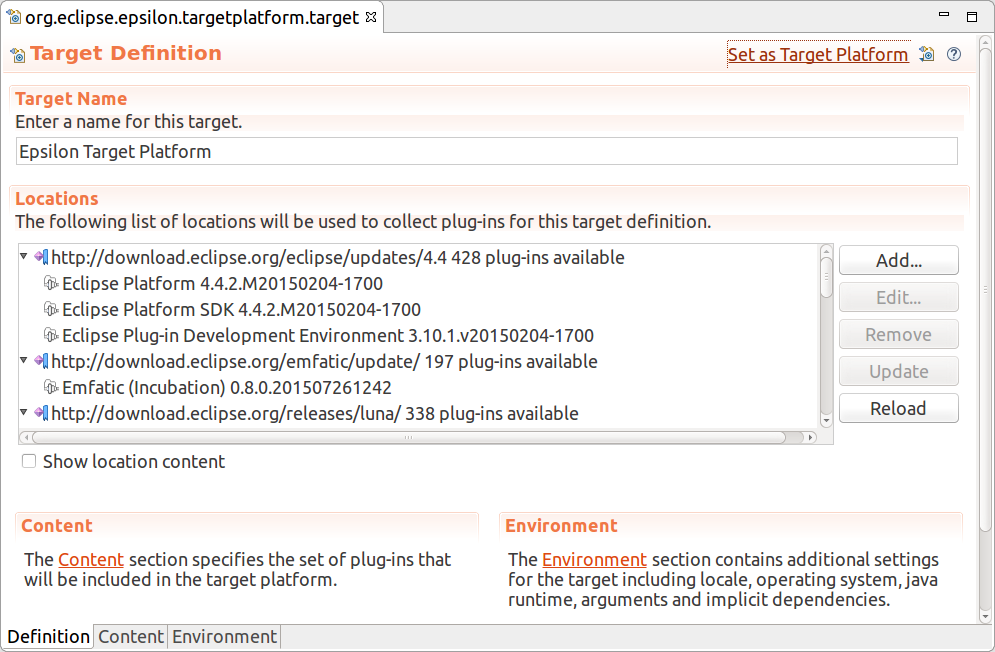 org.eclipse.epsilon.targetplatform.target
Target Definition
Set as Target Platform
Target Name
Enter a name for this target.
Epsilon Target Platform
Locations
The following list of locations will be used to collect plug-ins for this target definition.
http://download.eclipse.org/eclipse/updates/4.4 428 plug-ins available
Eclipse Platform 4.4.2.M20150204-1700
Eclipse Platform SDK 4.4.2.M20150204-1700
Eclipse Plug-in Development Environment 3.10.1.v20150204-1700
http://download.eclipse.org/emfatic/update/ 197 plug-ins available
Emfatic (Incubation) 0.8.0.201507261242
http://download.eclipse.org/releases/luna/ 338 plug-ins available
Add...
Edit...
Remove
Update
Reload
Show location content
Content
The Content section specifies the set of plug-ins that
will be included in the target platform.
Environment
The Environment section contains additional settings
for the target including locale, operating system, java
runtime, arguments and implicit dependencies.
Definition Content Environment